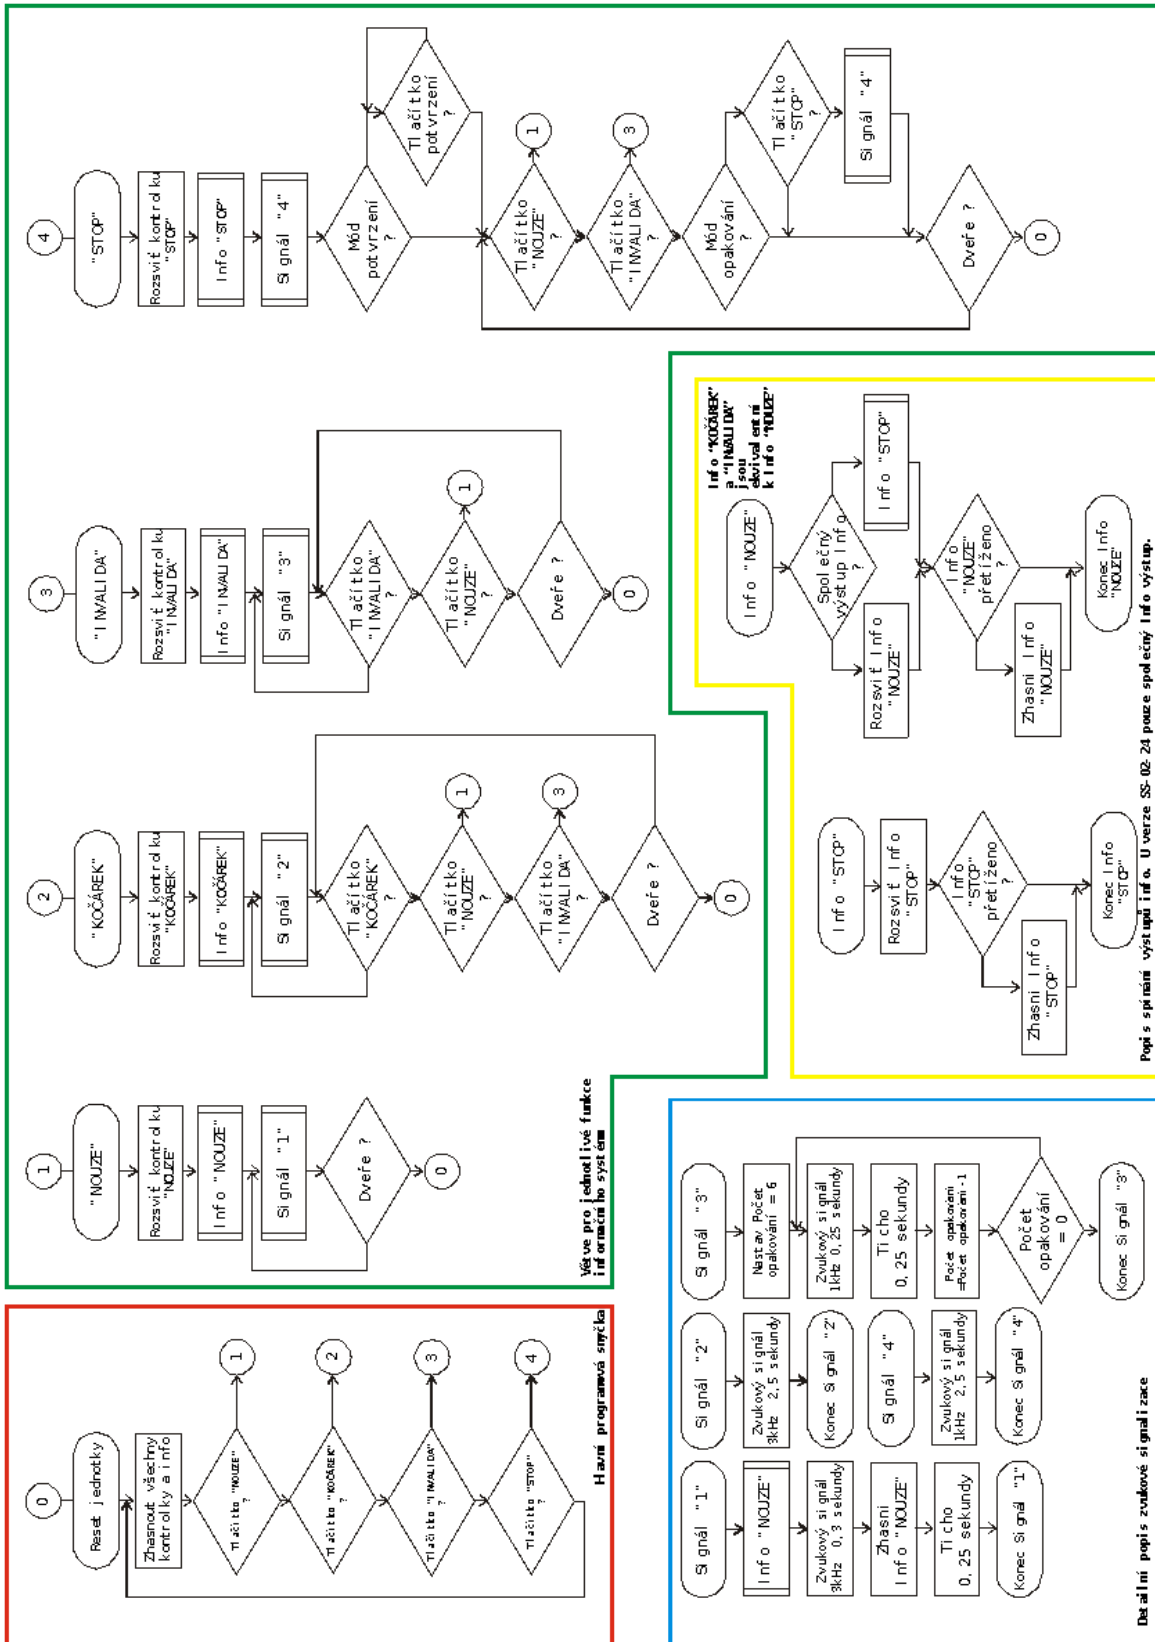 0
Reset jednotky
Zhasnout všechny
kontrolky a info
Tlačítko "NOUZE"
?
1
Tlačítko "KOČÁREK"
?
2
Tlačítko "INVALIDA"
?
3
Tlačítko "STOP"
?
4
Hlavní programová smyčka
1
"NOUZE"
Rozsviť kontrolku
"NOUZE"
Info "NOUZE"
Signál "1"
Dveře ?
0
2
"KOČÁREK"
Rozsviť kontrolku
"KOČÁREK"
Info "KOČÁREK"
Signál "2"
Tlačítko
"KOČÁREK"
?
Tlačítko
"NOUZE"
?
1
Tlačítko
"INVALIDA"
?
3
Dveře ?
0
3
"INVALIDA"
Rozsviť kontrolku
"INVALIDA"
Info "INVALIDA"
Signál "3"
Tlačítko
"INVALIDA"
?
Tlačítko
"NOUZE"
?
1
Dveře ?
0
4
"STOP"
Rozsviť kontrolku
"STOP"
Info "STOP"
Signál "4"
Mód
potvrzení
?
Tlačítko
potvrzení
?
Tlačítko
"NOUZE"
?
1
Tlačítko
"INVALIDA"
?
3
Mód
opakování
?
Tlačítko
"STOP"
?
Signál "4"
Dveře ?
0
Větve pro jednotlivé funkce
informačního systému
Signál "1"
Info "NOUZE"
Zvukový signál
3kHz 0,3 sekundy
Zhasni
Info "NOUZE"
Ticho
0,25 sekundy
Konec Signál "1"
Signál "2"
Zvukový signál
3kHz 2,5 sekundy
Konec Signál "2"
Signál "4"
Zvukový signál
1kHz 2,5 sekundy
Konec Signál "4"
Signál "3"
Nastav Počet
opakování = 6
Zvukový signál
1kHz 0,25 sekundy
Ticho
0,25 sekundy
Počet opakování
=Počet opakování-1
Počet
opakování
= 0
Konec Signál "3"
Detailní popis zvukové signalizace
Info "STOP"
Rozsviť Info
"STOP"
Info
"STOP"
přetíženo
?
Zhasni Info
"STOP"
Konec Info
"STOP"
Info "NOUZE"
Info "KOČÁREK"
a "INVALIDA"
jsou
ekvivalentní
k Info "NOUZE"
Společný
výstup Info
?
Rozsviť Info
"NOUZE"
Info "STOP"
Info
"NOUZE"
přetíženo
?
Zhasni Info
"NOUZE"
Konec Info
"NOUZE"
Popis spínání výstupů info. U verze SS-02-24 pouze společný Info výstup.